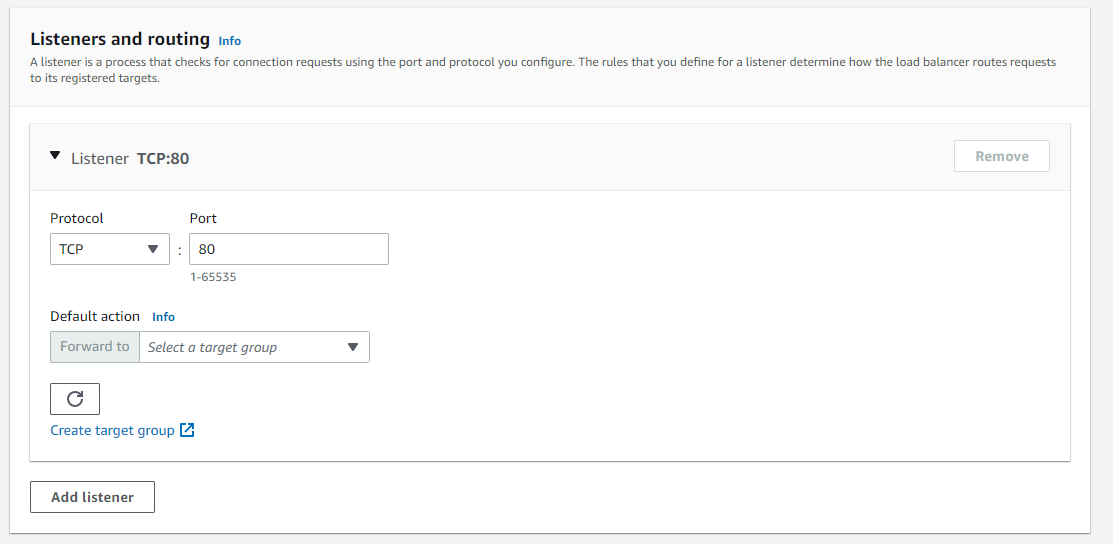 Listeners and routing Info
A listener is a process that checks for connection requests using the port and protocol you configure. The rules that you define for a listener determine how the load balancer routes requests
to its registered targets.
Listener TCP:80
Remove
Protocol Port
TCP : 80
1-65535
Default action Info
Forward to Select a target group
Create target group
Add listener